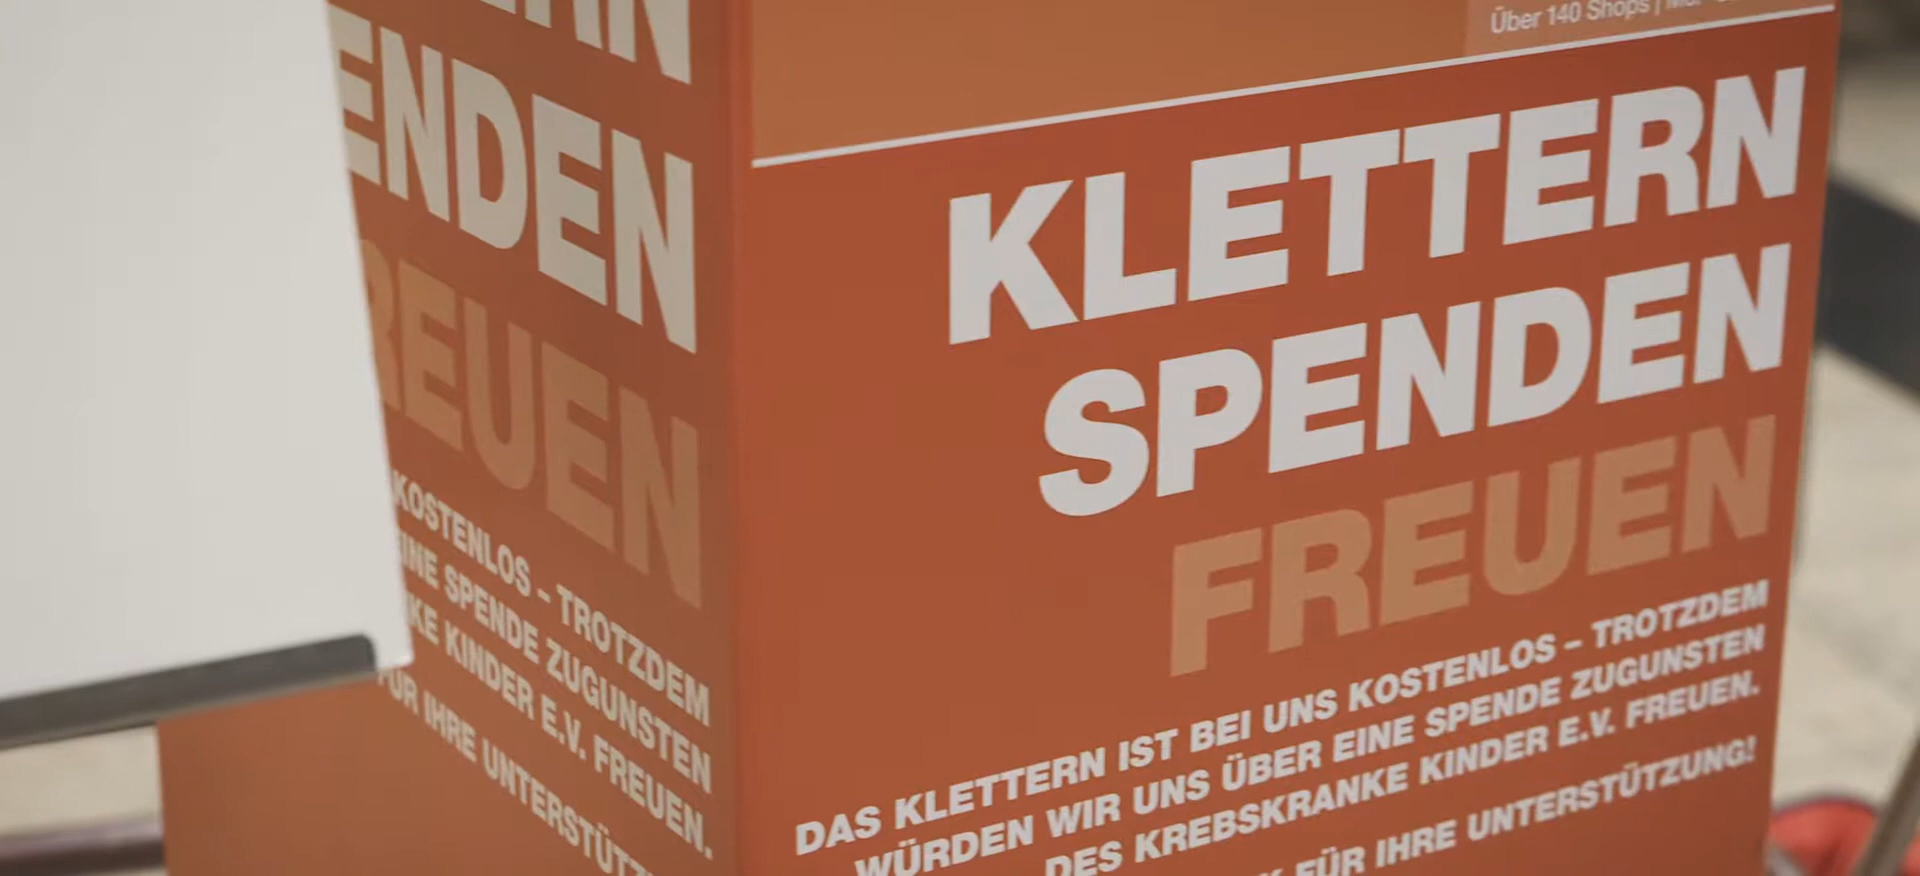 ENDEN
REUEN
KOSTENLOS – TROTZDEM
INE SPENDE ZUGUNSTEN
KE KINDER E.V. FREUEN.
ÜR IHRE UNTERSTÜTZ
Über 140 Shops |
KLETTERN
SPENDEN
FREUEN
DAS KLETTERN IST BEI UNS KOSTENLOS – TROTZDEM
WÜRDEN WIR UNS ÜBER EINE SPENDE ZUGUNSTEN
DES KREBSKRANKE KINDER E.V. FREUEN.
K FÜR IHRE UNTERSTÜTZUNG!